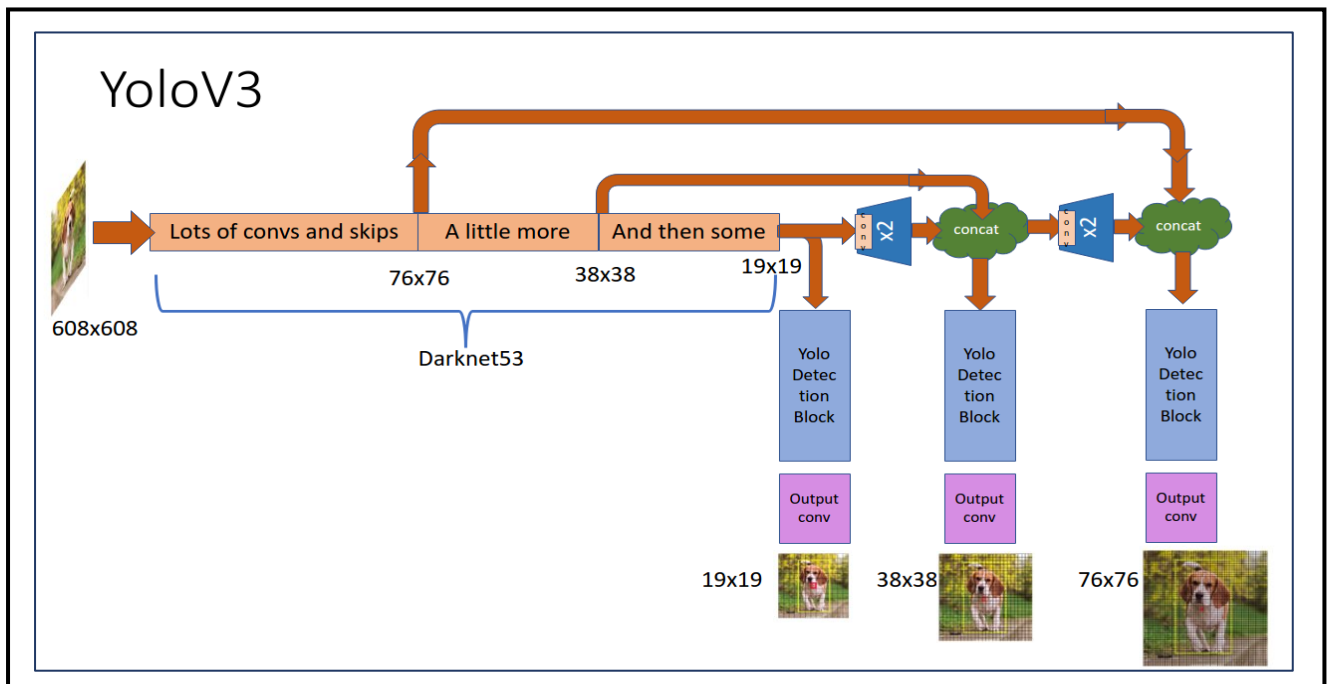 YoloV3
Lots of convs and skips
A little more
And then some
conv
x2
concat
conv
x2
concat
76x76
38x38
19x19
608x608
Darknet53
Yolo
Detec
tion
Block
Yolo
Detec
tion
Block
Yolo
Detec
tion
Block
Output
conv
Output
conv
Output
conv
19x19
38x38
76x76